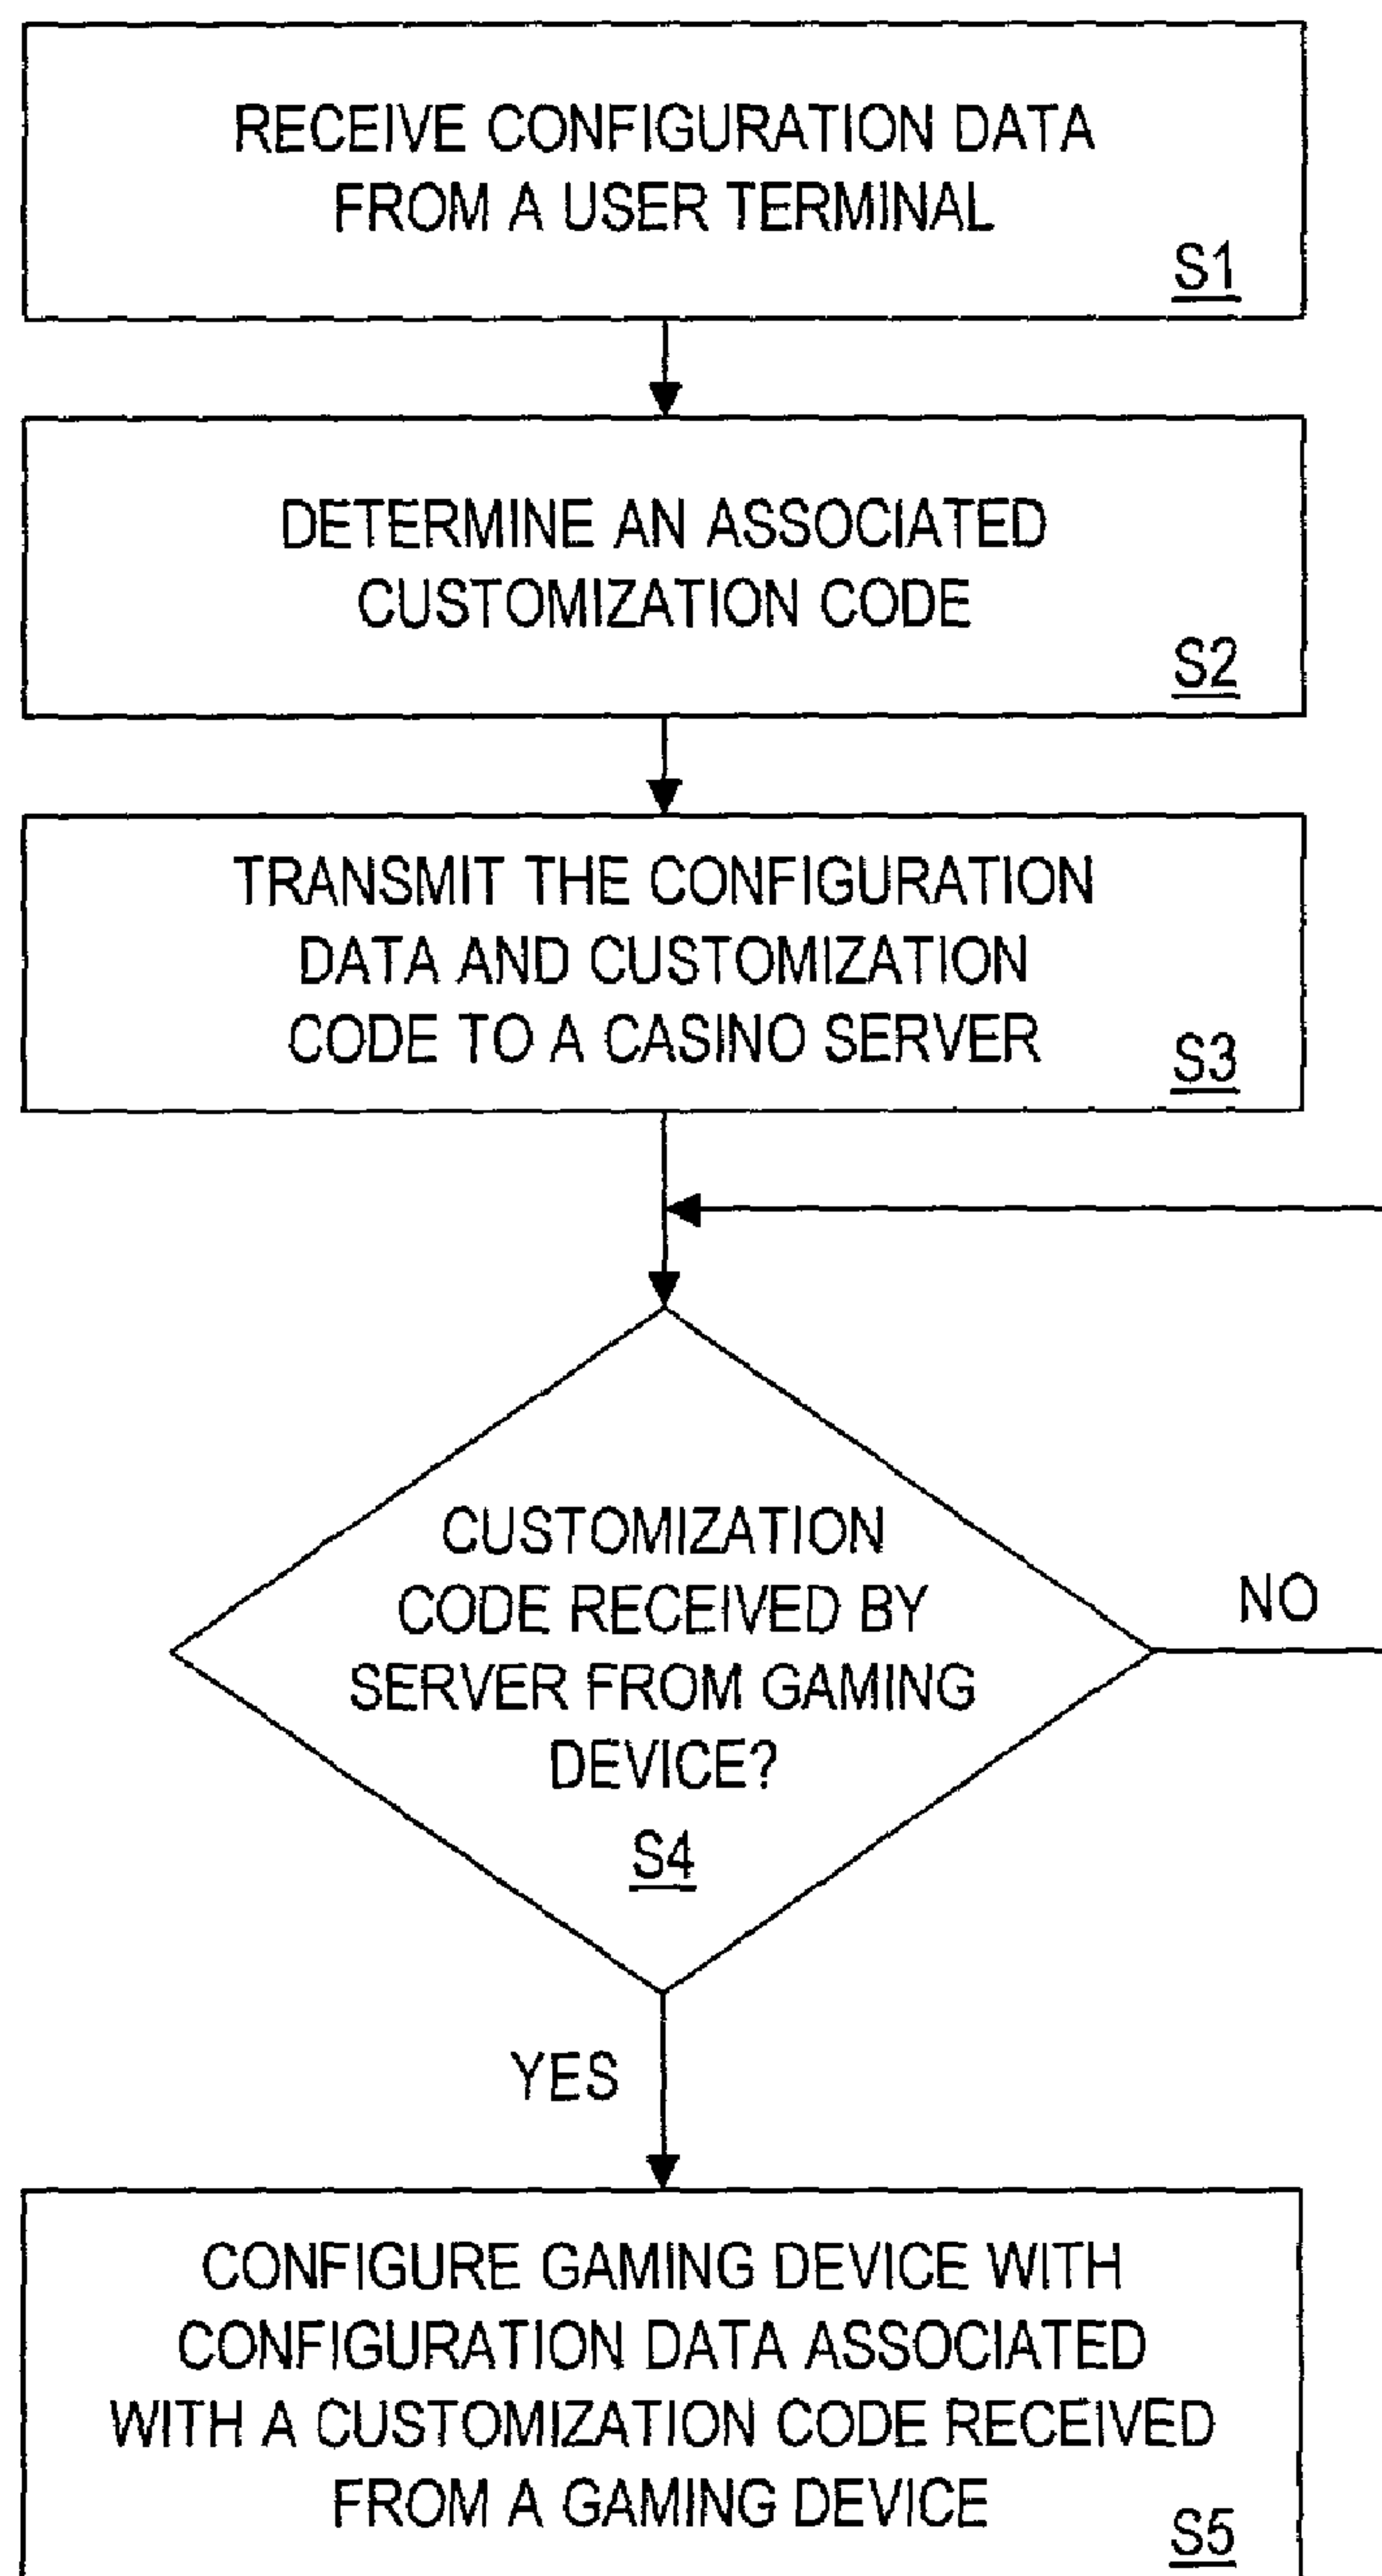 RECEIVE CONFIGURATION DATA
FROM A USER TERMINAL
S1
DETERMINE AN ASSOCIATED
CUSTOMIZATION CODE
S2
TRANSMIT THE CONFIGURATION
DATA AND CUSTOMIZATION
CODE TO A CASINO SERVER
S3
CUSTOMIZATION
CODE RECEIVED BY
SERVER FROM GAMING
DEVICE?
S4
NO
YES
CONFIGURE GAMING DEVICE WITH
CONFIGURATION DATA ASSOCIATED
WITH A CUSTOMIZATION CODE RECEIVED
FROM A GAMING DEVICE
S5